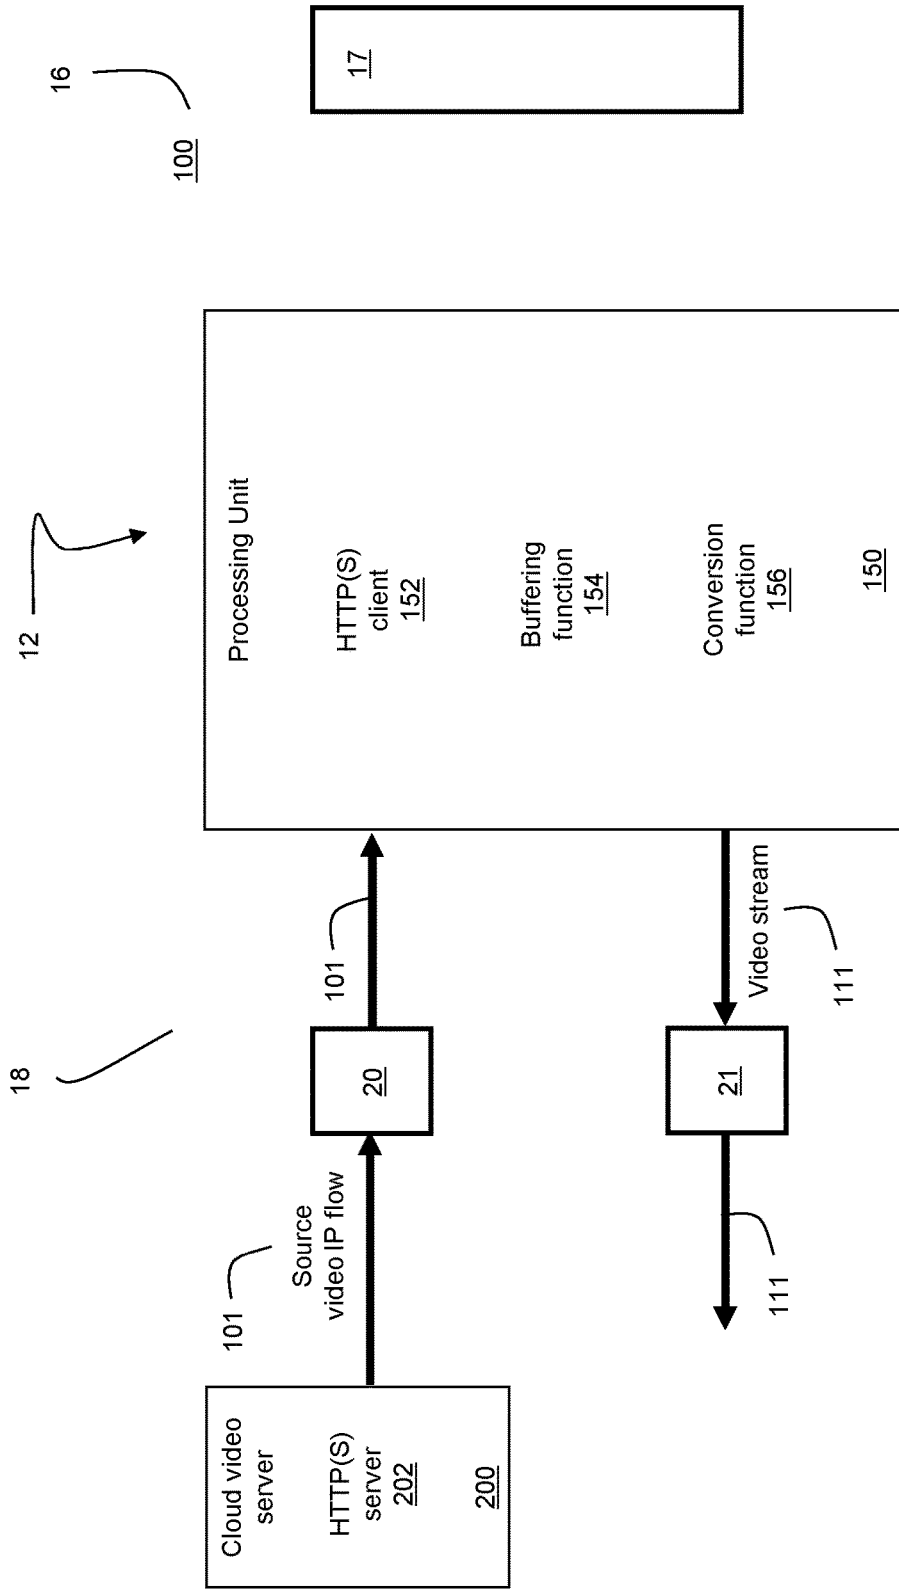 12
16
18
100
Cloud video
server
HTTP(S)
server
202
200
101
Source
video IP flow
20
101
Processing Unit
HTTP(S)
client
152
Buffering
function
154
Conversion
function
156
150
17
111
21
Video stream
111